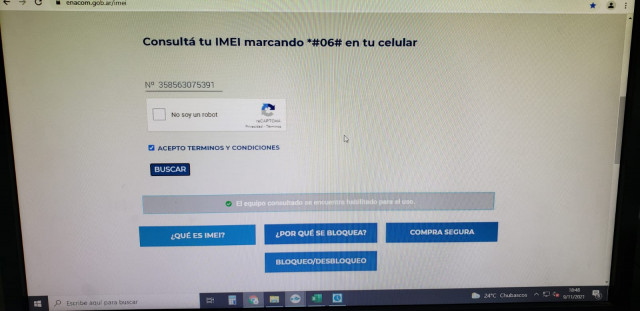 enacom.gob.ar/imei
Consultá tu IMEI marcando *#06# en tu celular
Nº 358563075391
No soy un robot
reCAPTCHA
Privacidad - Términos
ACEPTO TERMINOS Y CONDICIONES
BUSCAR
El equipo consultado se encuentra habilitado para el uso.
¿QUÉ ES IMEI?
¿POR QUÉ SE BLOQUEA?
COMPRA SEGURA
BLOQUEO/DESBLOQUEO
Escribe aquí para buscar
24°C Chubascos
19:46
9/11/2021